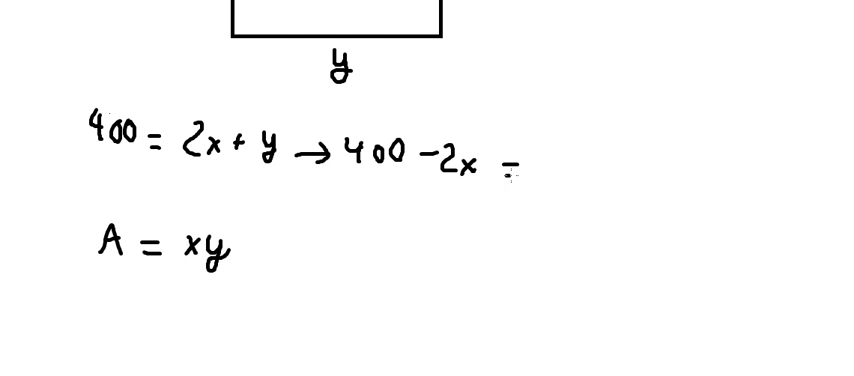 y
400 = 2x + y → 400 - 2x =
A = xy